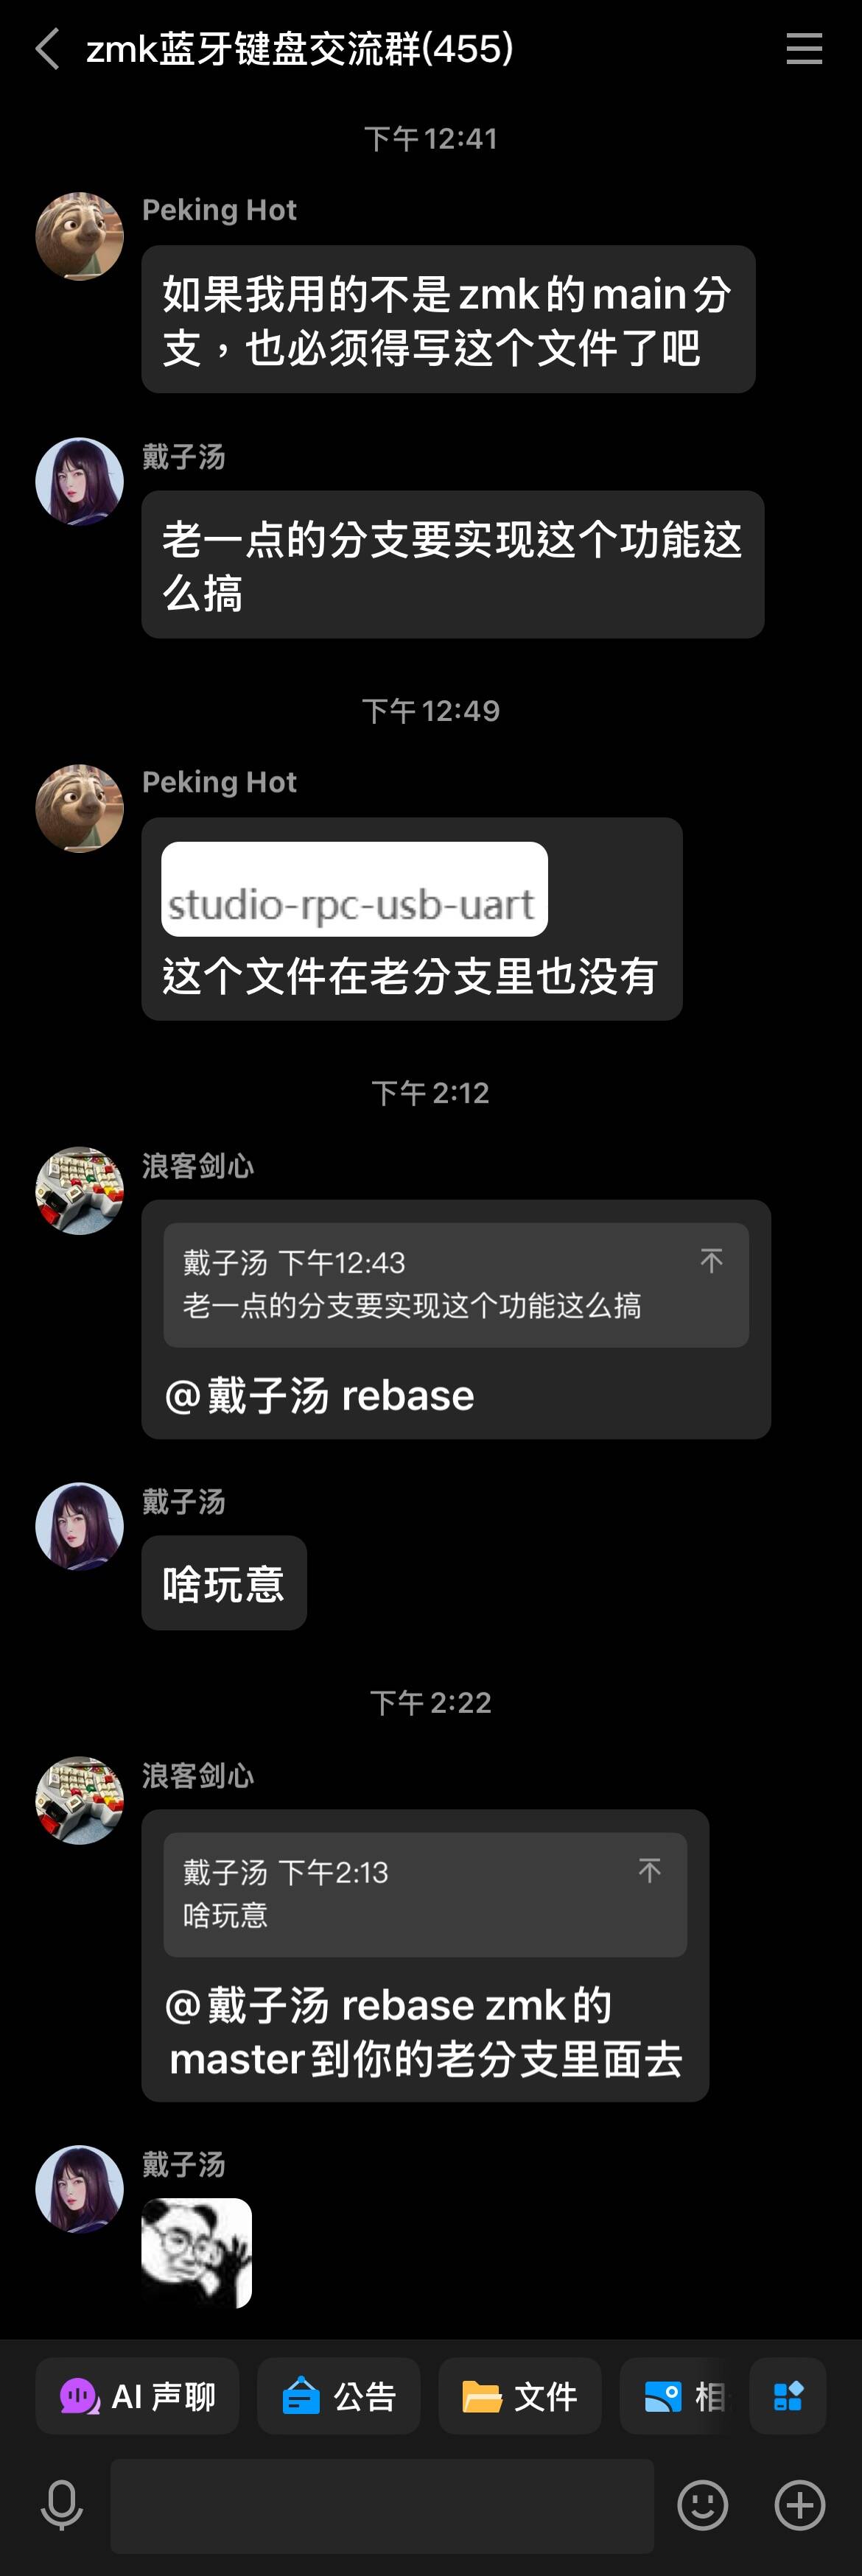 zmk蓝牙键盘交流群(455)
下午12:41
Peking Hot
如果我用的不是zmk的main分
支，也必须得写这个文件了吧
戴子汤
老一点的分支要实现这个功能这
么搞
下午12:49
Peking Hot
studio-rpc-usb-uart
这个文件在老分支里也没有
下午2:12
浪客剑心
戴子汤 下午12:43
老一点的分支要实现这个功能这么搞
@戴子汤 rebase
戴子汤
啥玩意
下午2:22
浪客剑心
戴子汤 下午2:13
啥玩意
@戴子汤 rebase zmk的
master到你的老分支里面去
戴子汤
AI 声聊 公告 文件 相